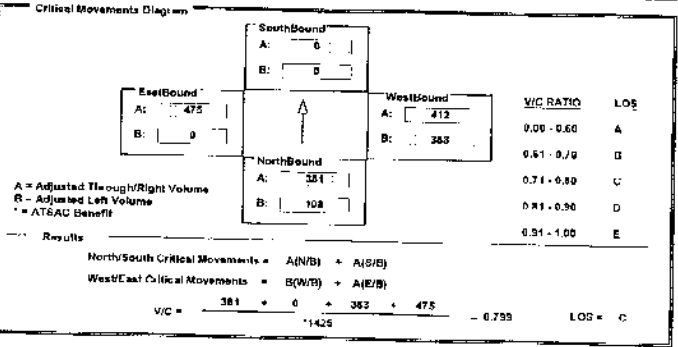 Critical Movements Diagram
SouthBound
A: 0
B: 0
EastBound
A: 475
B: 0
WestBound
A: 412
B: 383
NorthBound
A: 381
B: 108
V/C RATIO LOS
0.00 - 0.60 A
0.61 - 0.70 B
0.71 - 0.80 C
0.81 - 0.90 D
0.91 - 1.00 E
A = Adjusted Through/Right Volume
B = Adjusted Left Volume
* = ATSAC Benefit
Results
North/South Critical Movements = A(N/B) + A(S/B)
West/East Critical Movements = B(W/B) + A(E/B)
V/C = 381 + 0 + 383 + 475
*1425
= 0.799 LOS = C